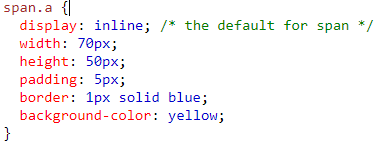 span.a {
  display: inline; /* the default for span */
  width: 70px;
  height: 50px;
  padding: 5px;
  border: 1px solid blue;
  background-color: yellow;
}